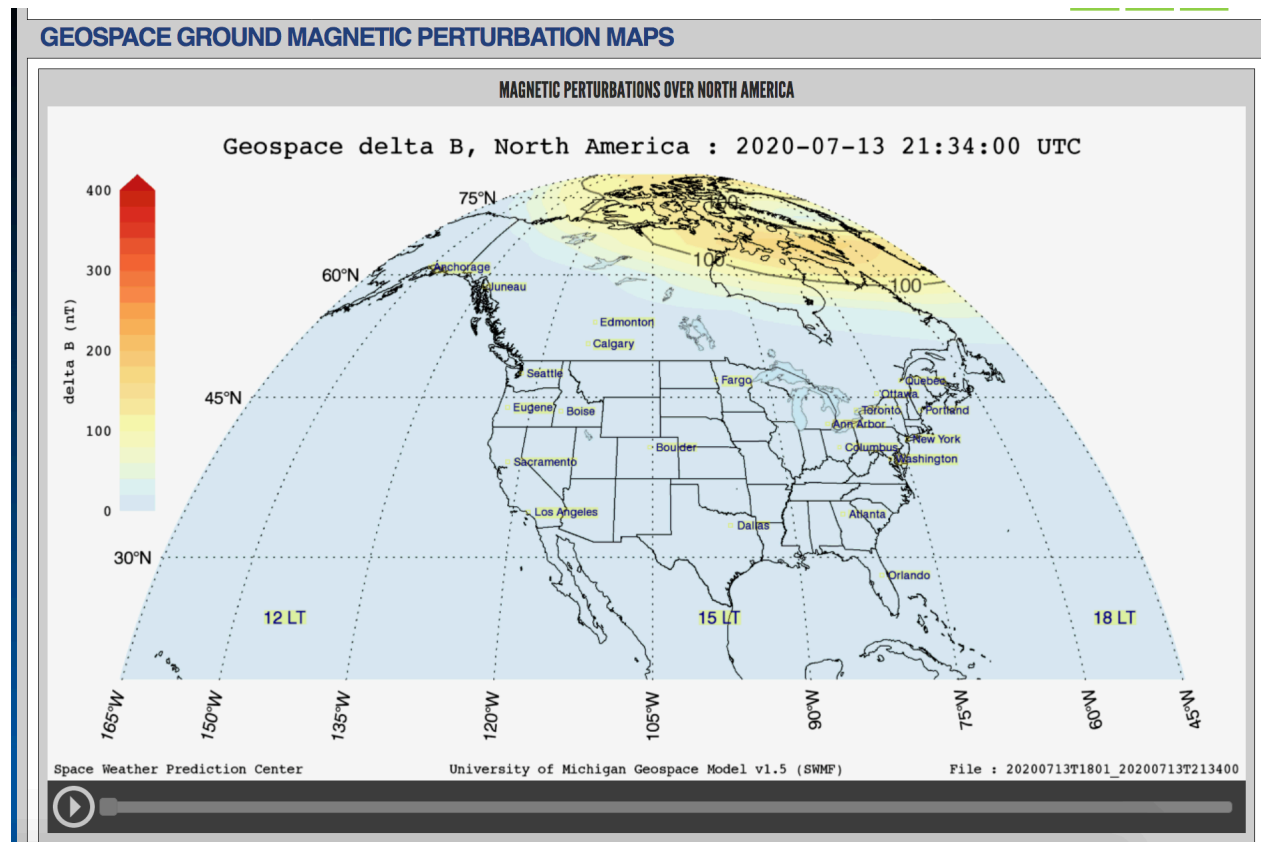 GEOSPACE GROUND MAGNETIC PERTURBATION MAPS
MAGNETIC PERTURBATIONS OVER NORTH AMERICA
Geospace delta B, North America : 2020-07-13 21:34:00 UTC
400
300
200
100
0
delta B (nT)
75°N
60°N
45°N
30°N
100
100
100
Anchorage
Juneau
Edmonton
Calgary
Seattle
Fargo
Quebec
Ottawa
Eugene
Boise
Toronto
Portland
Ann Arbor
New York
Boulder
Columbus
Sacramento
Washington
Los Angeles
Atlanta
Dallas
Orlando
12 LT
15 LT
18 LT
165°W
150°W
135°W
120°W
105°W
90°W
75°W
60°W
45°W
Space Weather Prediction Center
University of Michigan Geospace Model v1.5 (SWMF)
File : 20200713T1801_20200713T213400